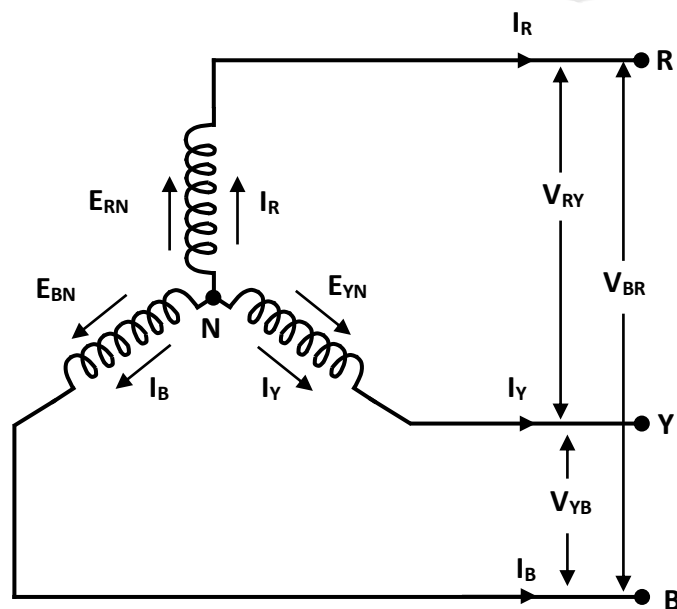 I_R
R
E_RN
I_R
V_RY
V_BR
E_BN
E_YN
N
I_B
I_Y
I_Y
Y
V_YB
I_B
B